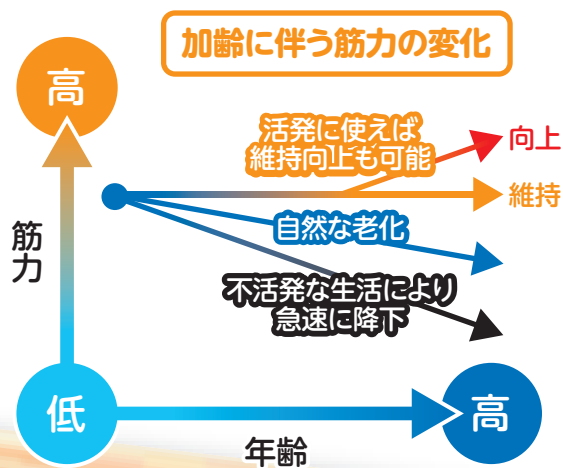 加齢に伴う筋力の変化
高
活発に使えば
維持向上も可能
向上
維持
筋力
自然な老化
不活発な生活により
急速に降下
低
高
年齢